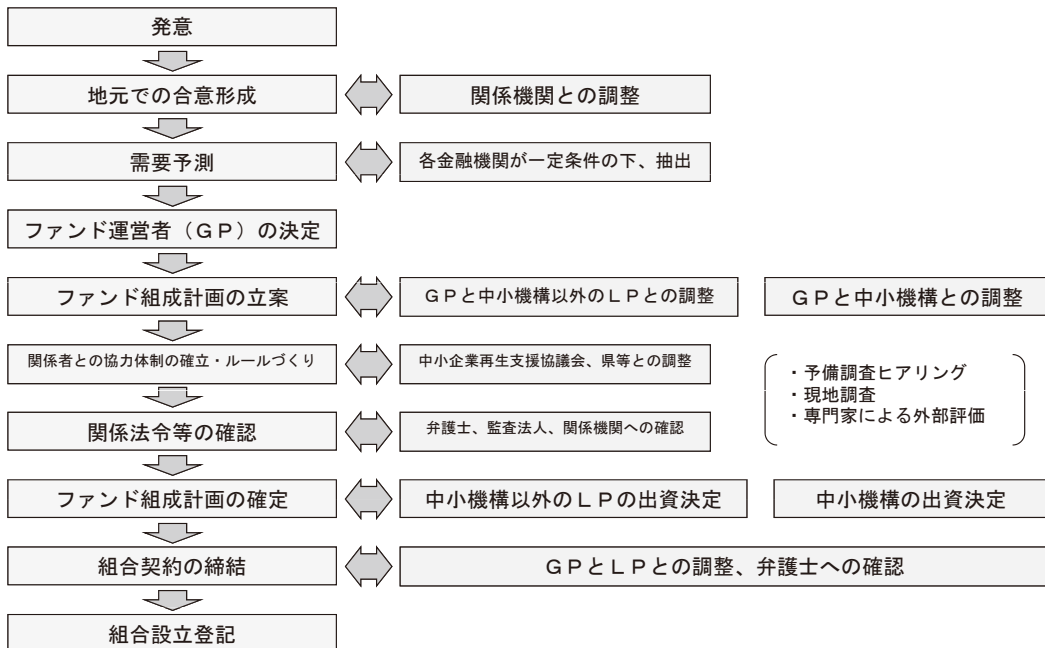 発意
地元での合意形成
関係機関との調整
需要予測
各金融機関が一定条件の下、抽出
ファンド運営者（ＧＰ）の決定
ファンド組成計画の立案
ＧＰと中小機構以外のＬＰとの調整
ＧＰと中小機構との調整
関係者との協力体制の確立・ルールづくり
中小企業再生支援協議会、県等との調整
・予備調査ヒアリング
・現地調査
・専門家による外部評価
関係法令等の確認
弁護士、監査法人、関係機関への確認
ファンド組成計画の確定
中小機構以外のＬＰの出資決定
中小機構の出資決定
組合契約の締結
ＧＰとＬＰとの調整、弁護士への確認
組合設立登記